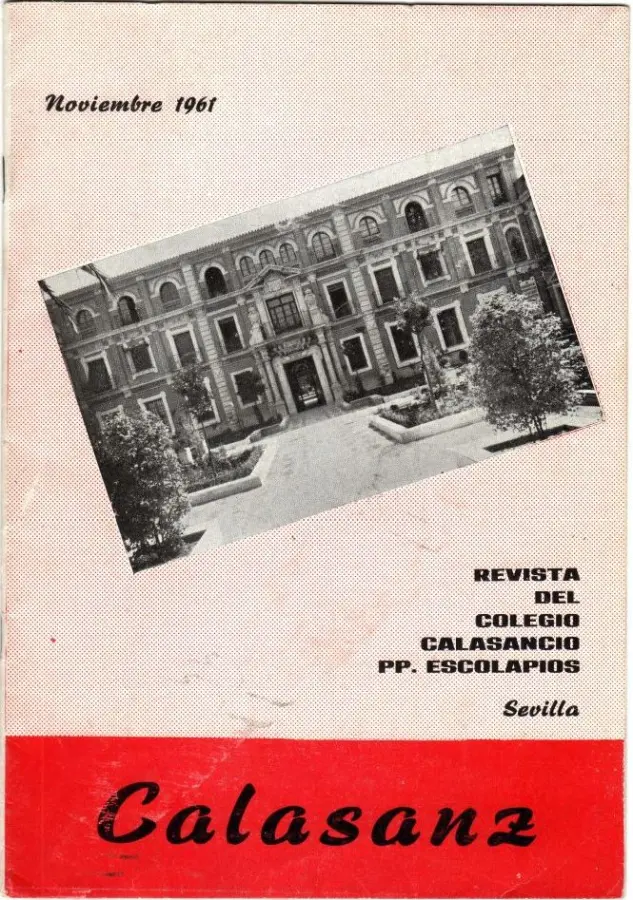 Noviembre 1961
REVISTA
DEL
COLEGIO
CALASANCIO
PP. ESCOLAPIOS
Sevilla
Calasanz